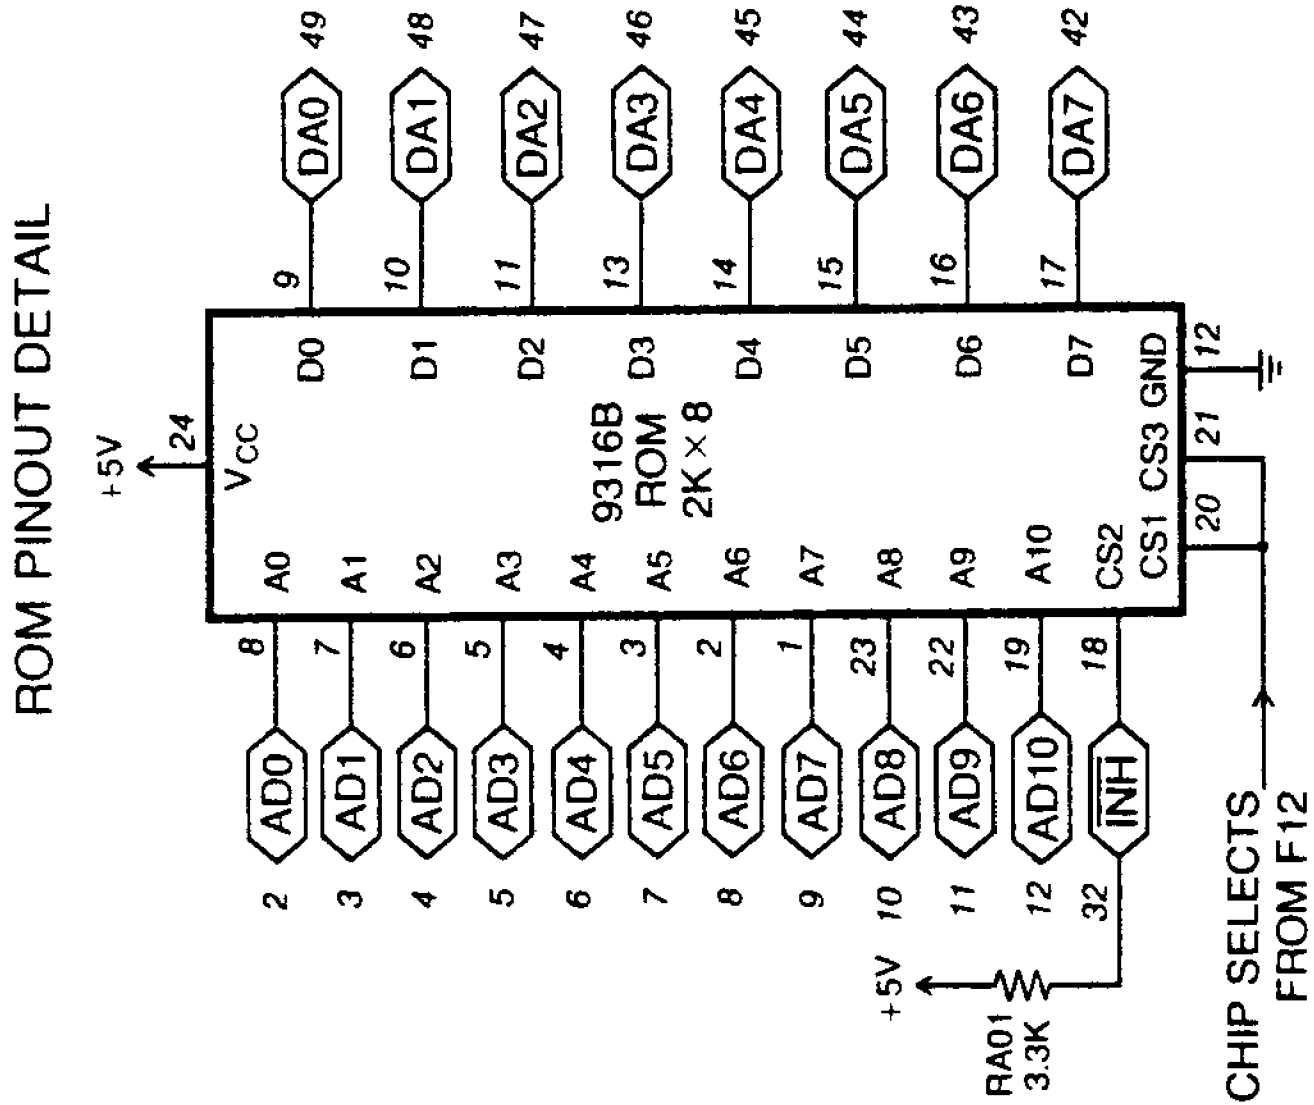 ROM PINOUT DETAIL
+5V
24
VCC
2 AD0 8 A0
3 AD1 7 A1
4 AD2 6 A2
5 AD3 5 A3
6 AD4 4 A4
7 AD5 3 A5
8 AD6 2 A6
9 AD7 1 A7
10 AD8 23 A8
11 AD9 22 A9
12 AD10 19 A10
32 INH 18 CS2
9316B
ROM
2K × 8
D0 9 DA0 49
D1 10 DA1 48
D2 11 DA2 47
D3 13 DA3 46
D4 14 DA4 45
D5 15 DA5 44
D6 16 DA6 43
D7 17 DA7 42
CS1 CS3 GND
20 21 12
+5V
RA01
3.3K
CHIP SELECTS
FROM F12